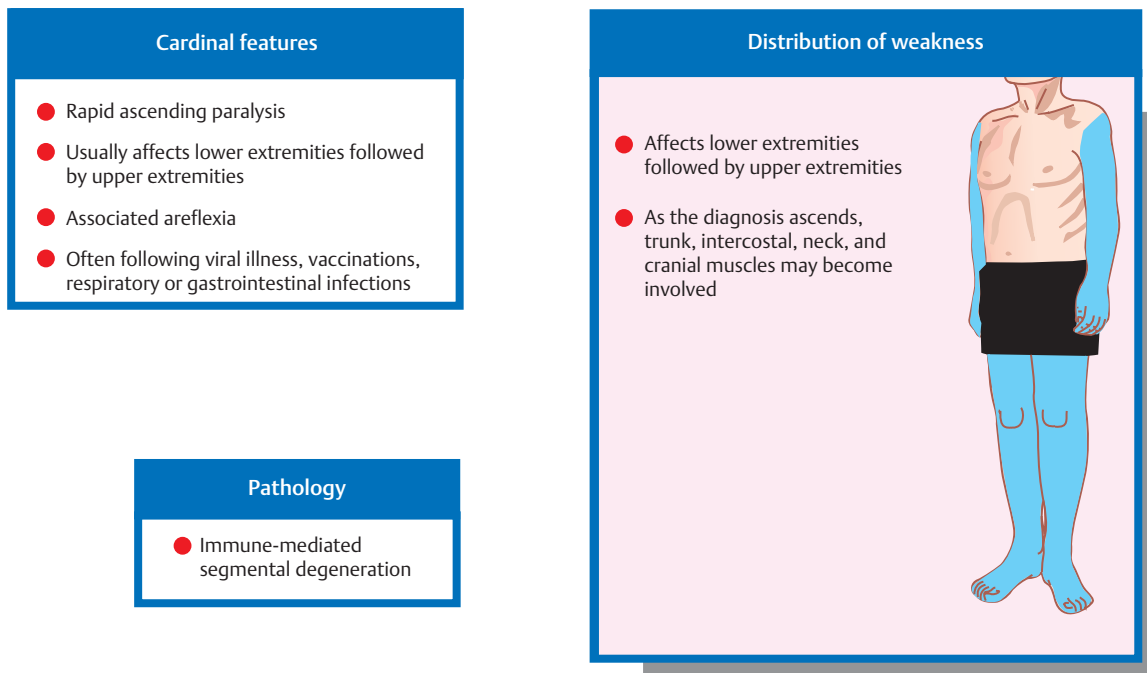 Cardinal features
Rapid ascending paralysis
Usually affects lower extremities followed
by upper extremities
Associated areflexia
Often following viral illness, vaccinations,
respiratory or gastrointestinal infections
Pathology
Immune-mediated
segmental degeneration
Distribution of weakness
Affects lower extremities
followed by upper extremities
As the diagnosis ascends,
trunk, intercostal, neck, and
cranial muscles may become
involved